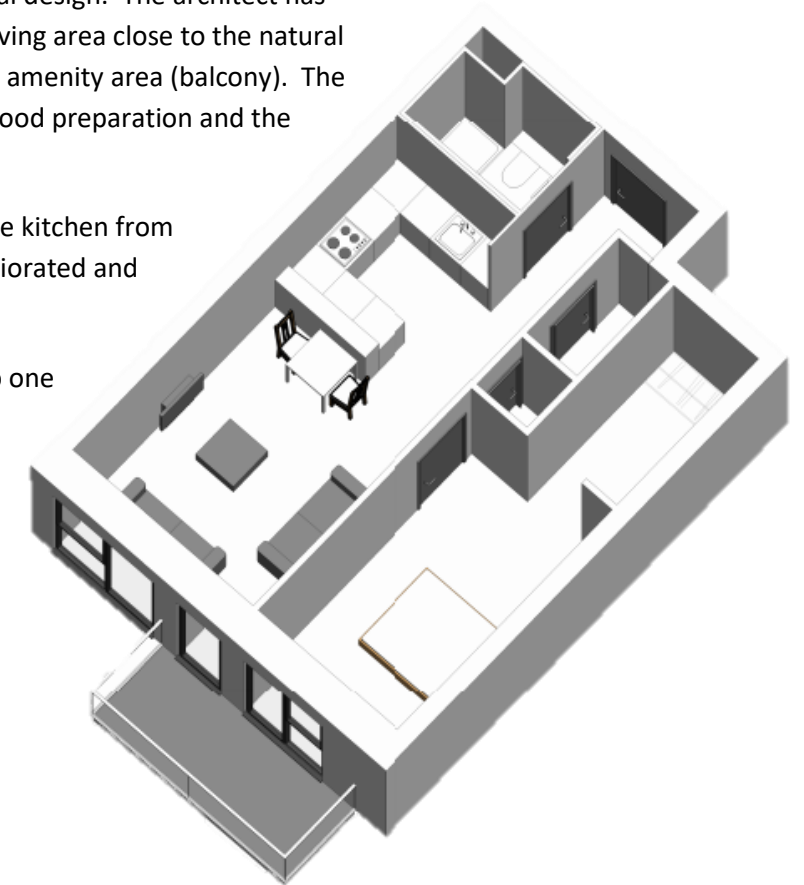 al design. The architect has
ving area close to the natural
amenity area (balcony). The
ood preparation and the
e kitchen from
iorated and
one